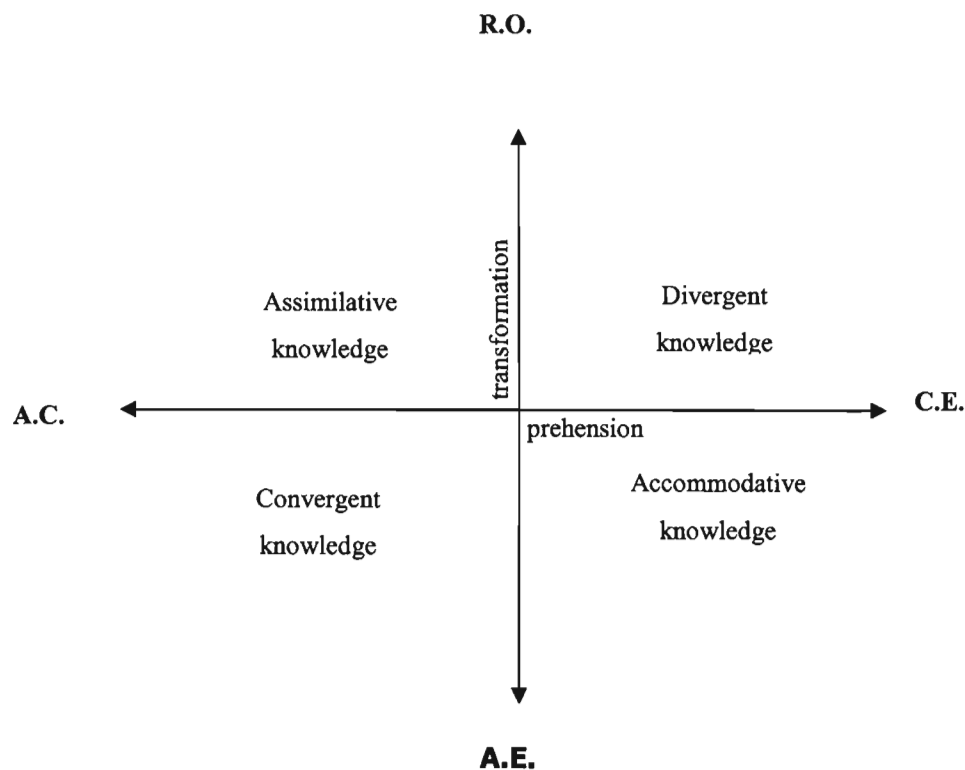 R.O.
transformation
Assimilative
knowledge
Divergent
knowledge
A.C.
C.E.
prehension
Convergent
knowledge
Accommodative
knowledge
A.E.